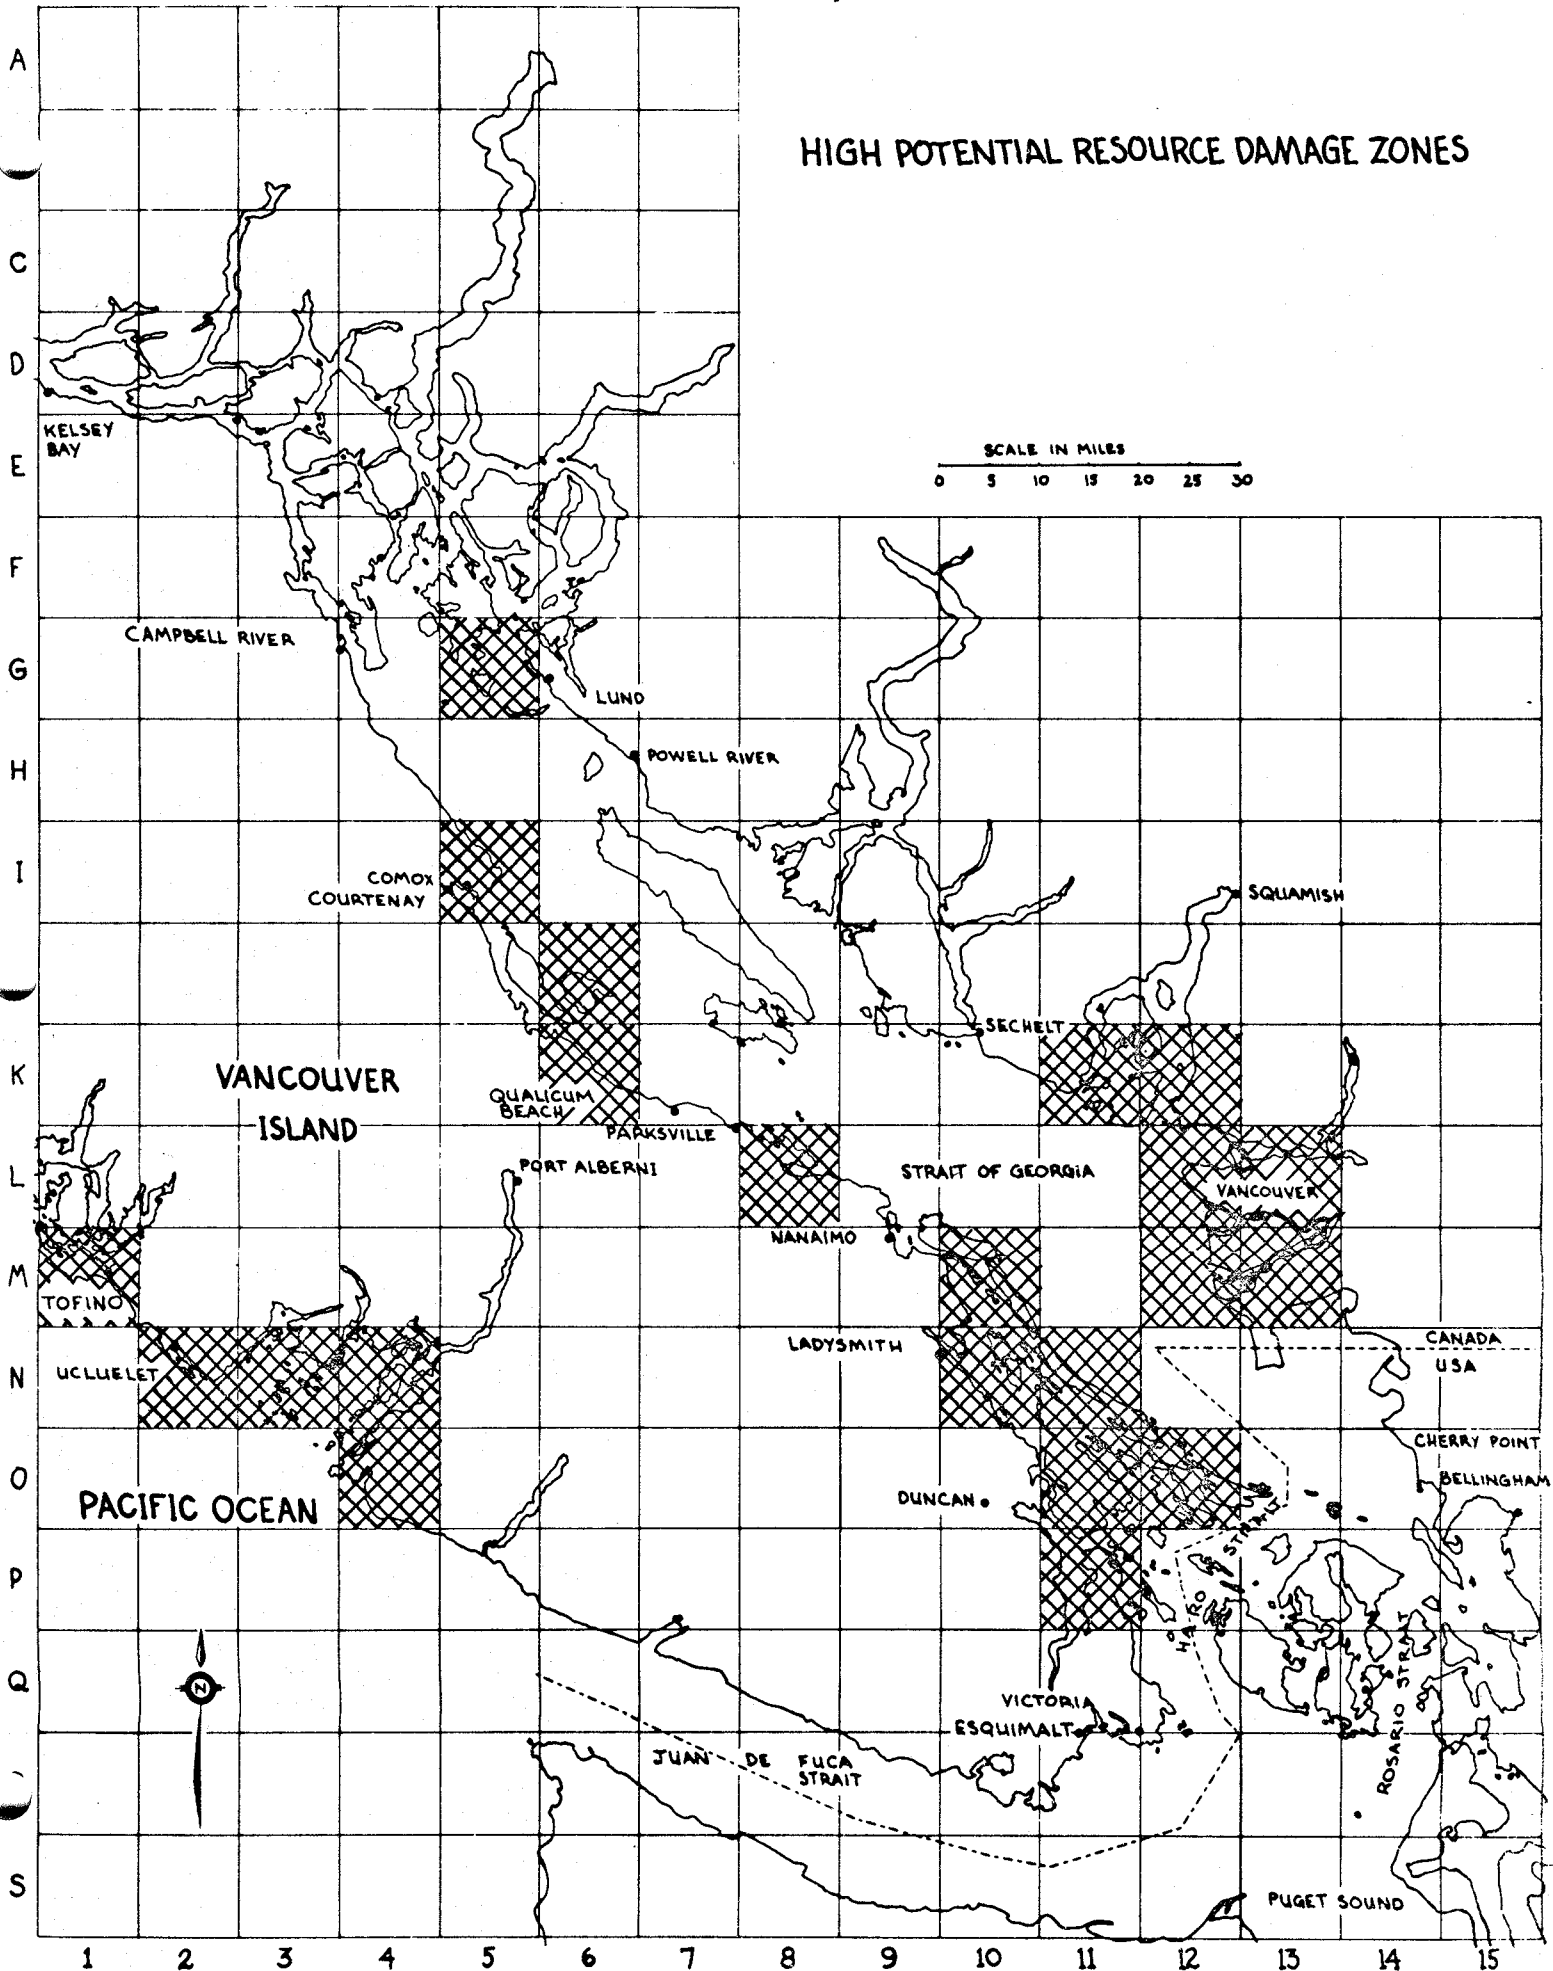 HIGH POTENTIAL RESOURCE DAMAGE ZONES
A
C
D
E
F
G
H
I
K
L
M
N
O
P
Q
S
KELSEY
BAY
SCALE IN MILES
0 5 10 15 20 25 30
CAMPBELL RIVER
LUND
POWELL RIVER
COMOX
COURTENAY
SQUAMISH
SECHELT
VANCOUVER
ISLAND
QUALICUM
BEACH
PARKSVILLE
PORT ALBERNI
STRAIT OF GEORGIA
VANCOUVER
NANAIMO
TOFINO
LADYSMITH
CANADA
USA
UCLUELET
CHERRY POINT
BELLINGHAM
PACIFIC OCEAN
DUNCAN
HARO STRAIT
ROSARIO STRAIT
N
VICTORIA
ESQUIMALT
JUAN DE FUCA
STRAIT
PUGET SOUND
1 2 3 4 5 6 7 8 9 10 11 12 13 14 15